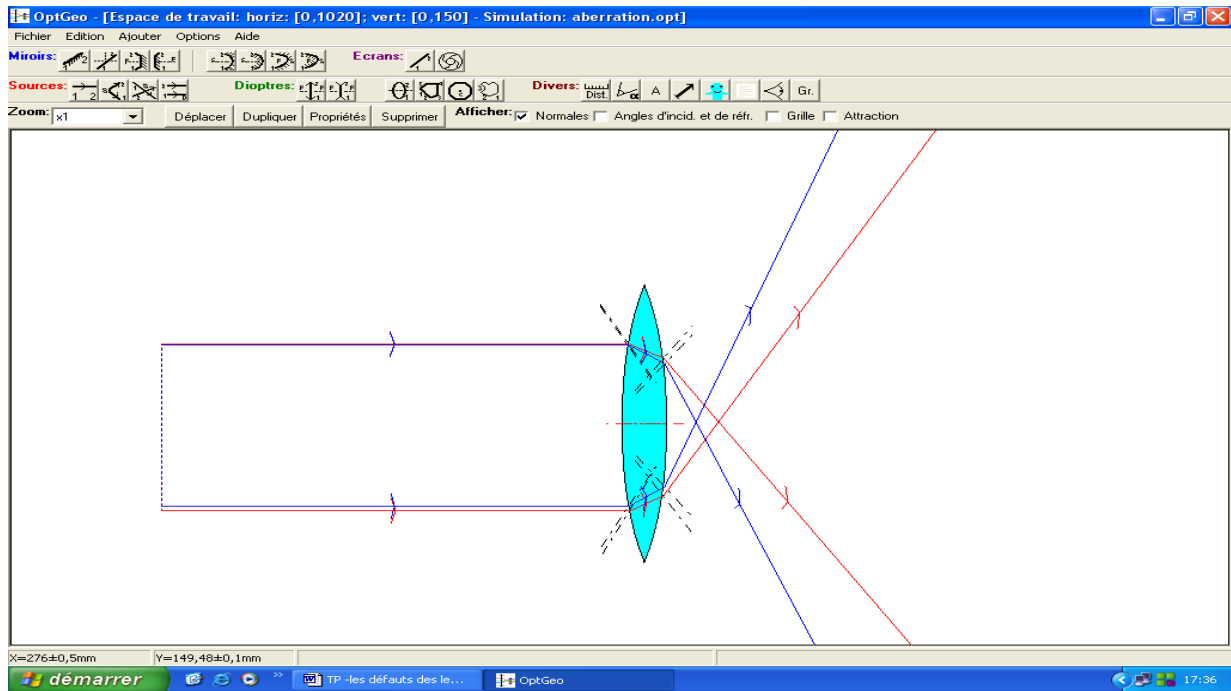 OptGeo - [Espace de travail: horiz: [0,1020]; vert: [0,150] - Simulation: aberration.opt]
Fichier Edition Ajouter Options Aide
Miroirs: Ecrans:
Sources: Dioptres: Divers: Dist. α A Gr.
Zoom: x1 Déplacer Dupliquer Propriétés Supprimer Afficher: Normales Angles d'incid. et de réfr. Grille Attraction
X=276±0,5mm Y=149,48±0,1mm
démarrer TP -les défauts des le... OptGeo 17:36